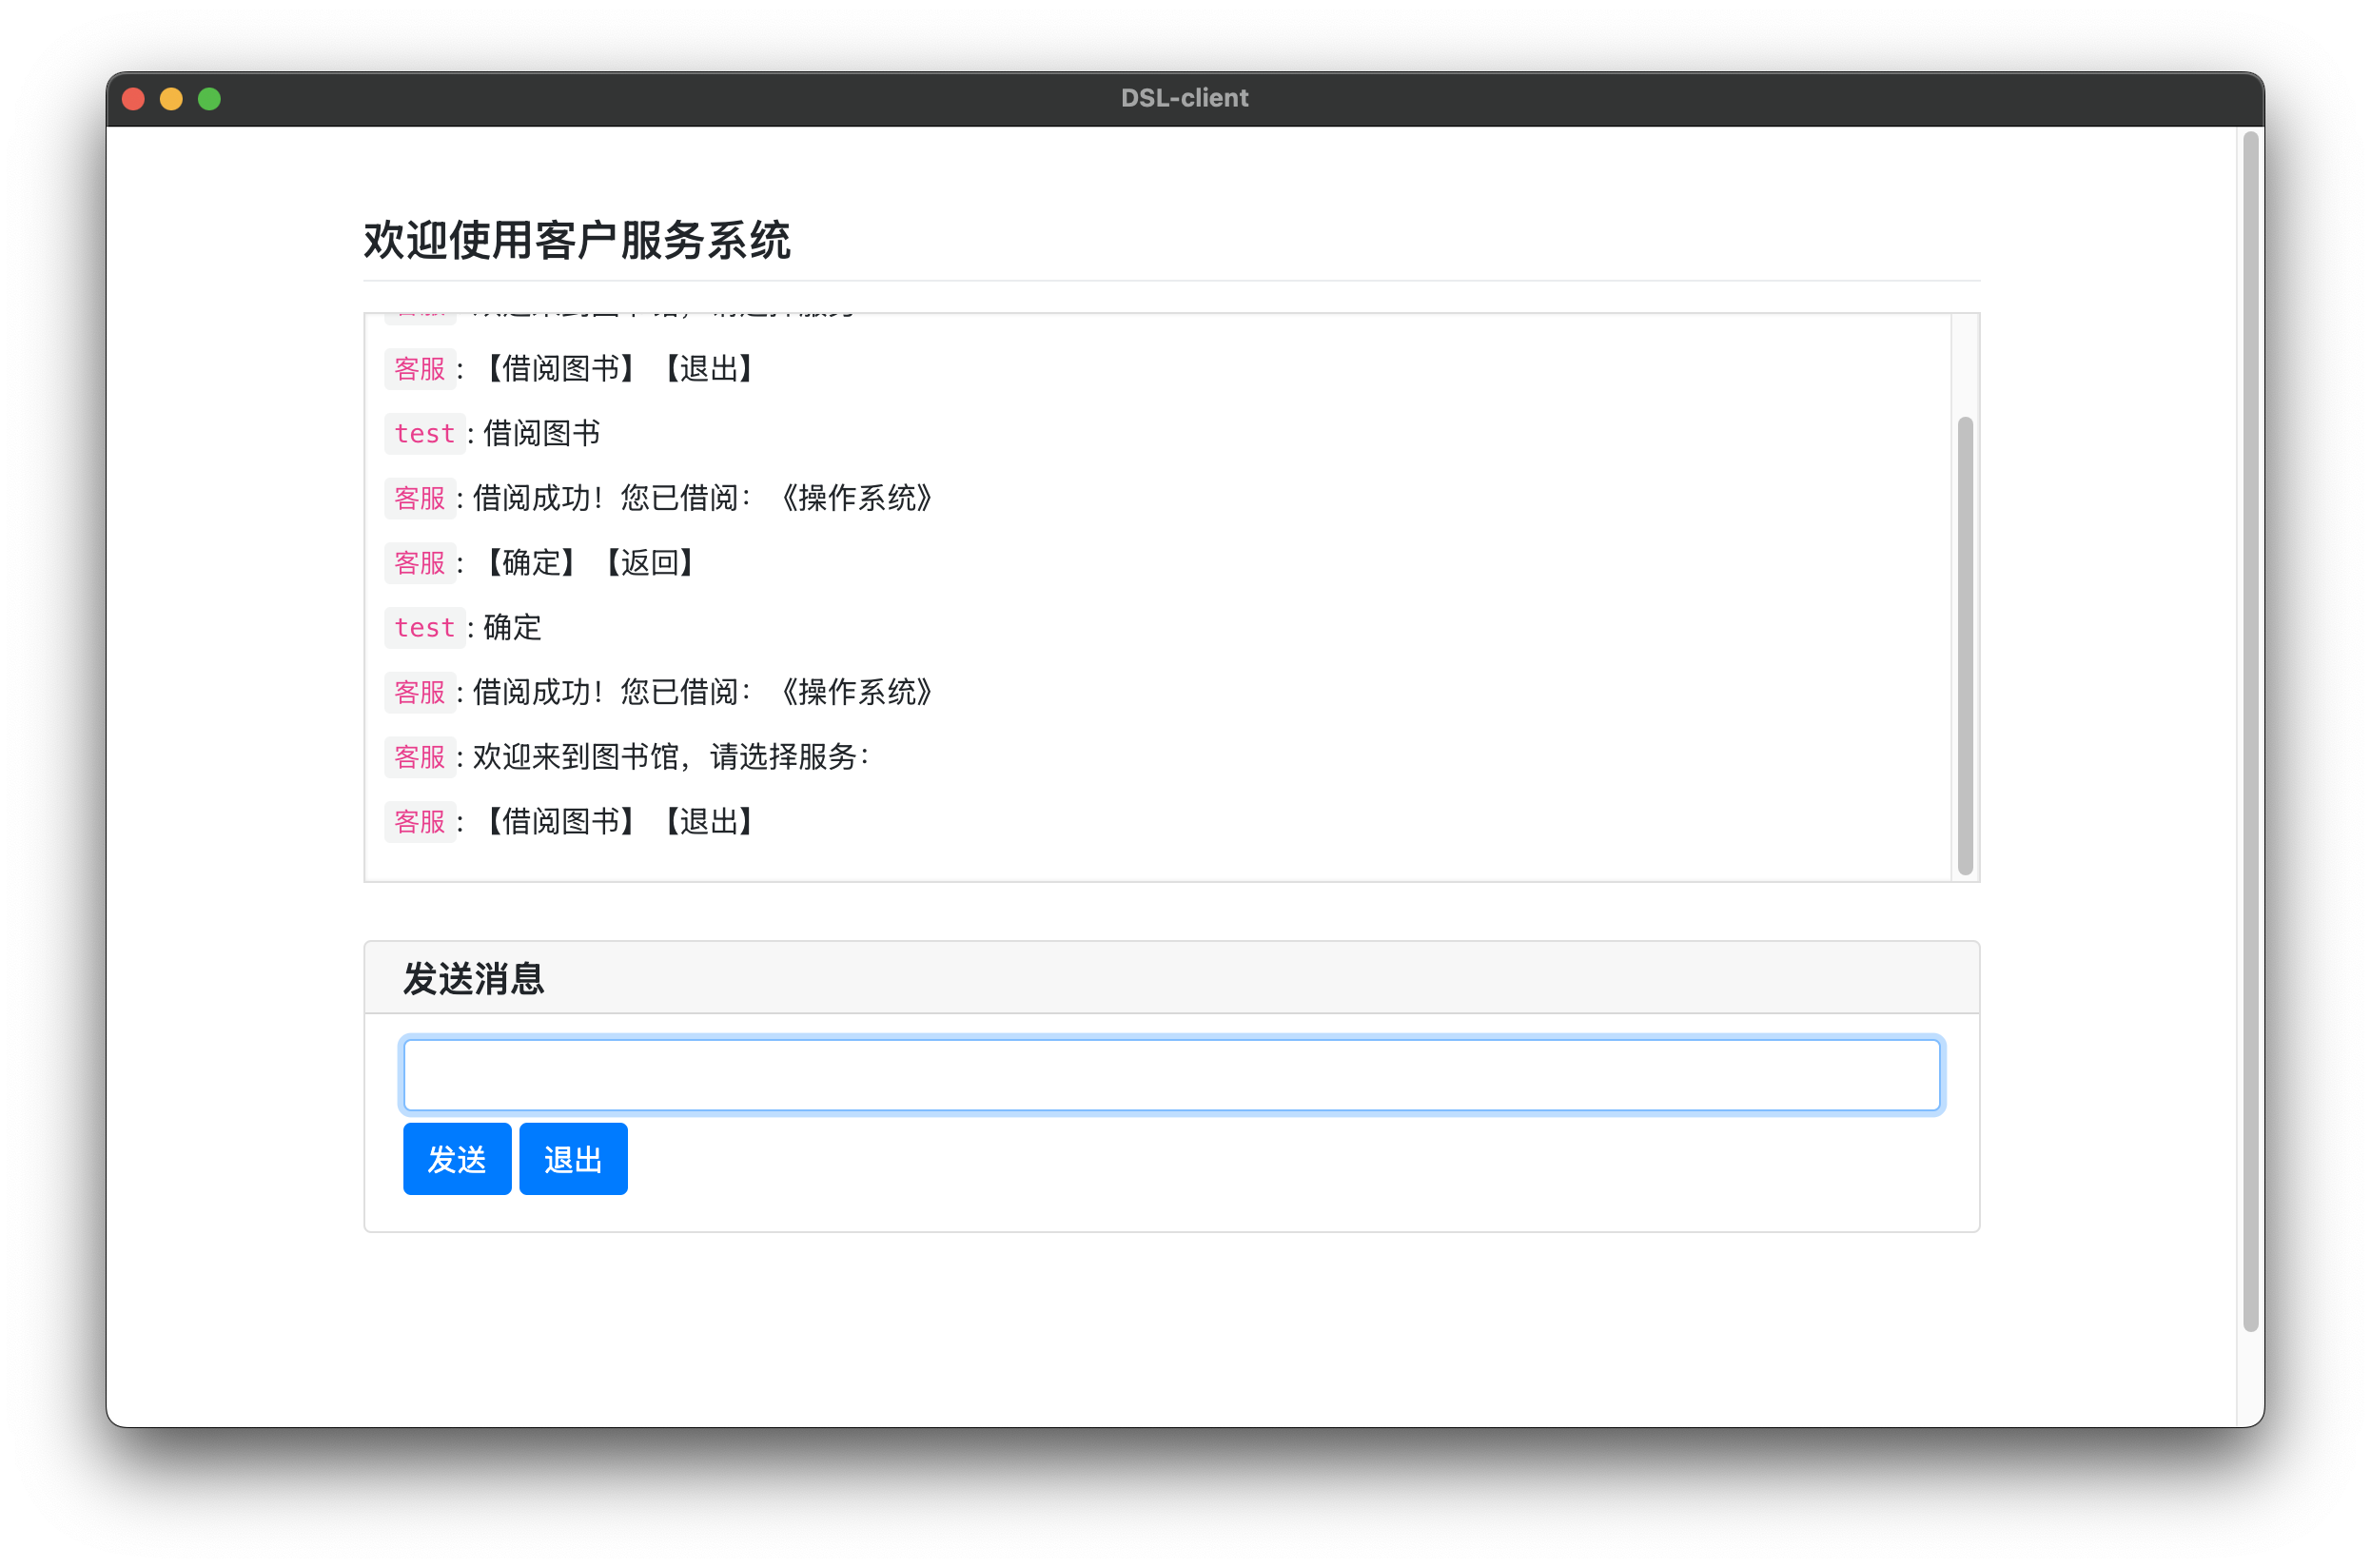 DSL-client
欢迎使用客户服务系统
客服: 【借阅图书】【退出】
test: 借阅图书
客服: 借阅成功！您已借阅：《操作系统》
客服: 【确定】【返回】
test: 确定
客服: 借阅成功！您已借阅：《操作系统》
客服: 欢迎来到图书馆，请选择服务：
客服: 【借阅图书】【退出】
发送消息
发送 退出